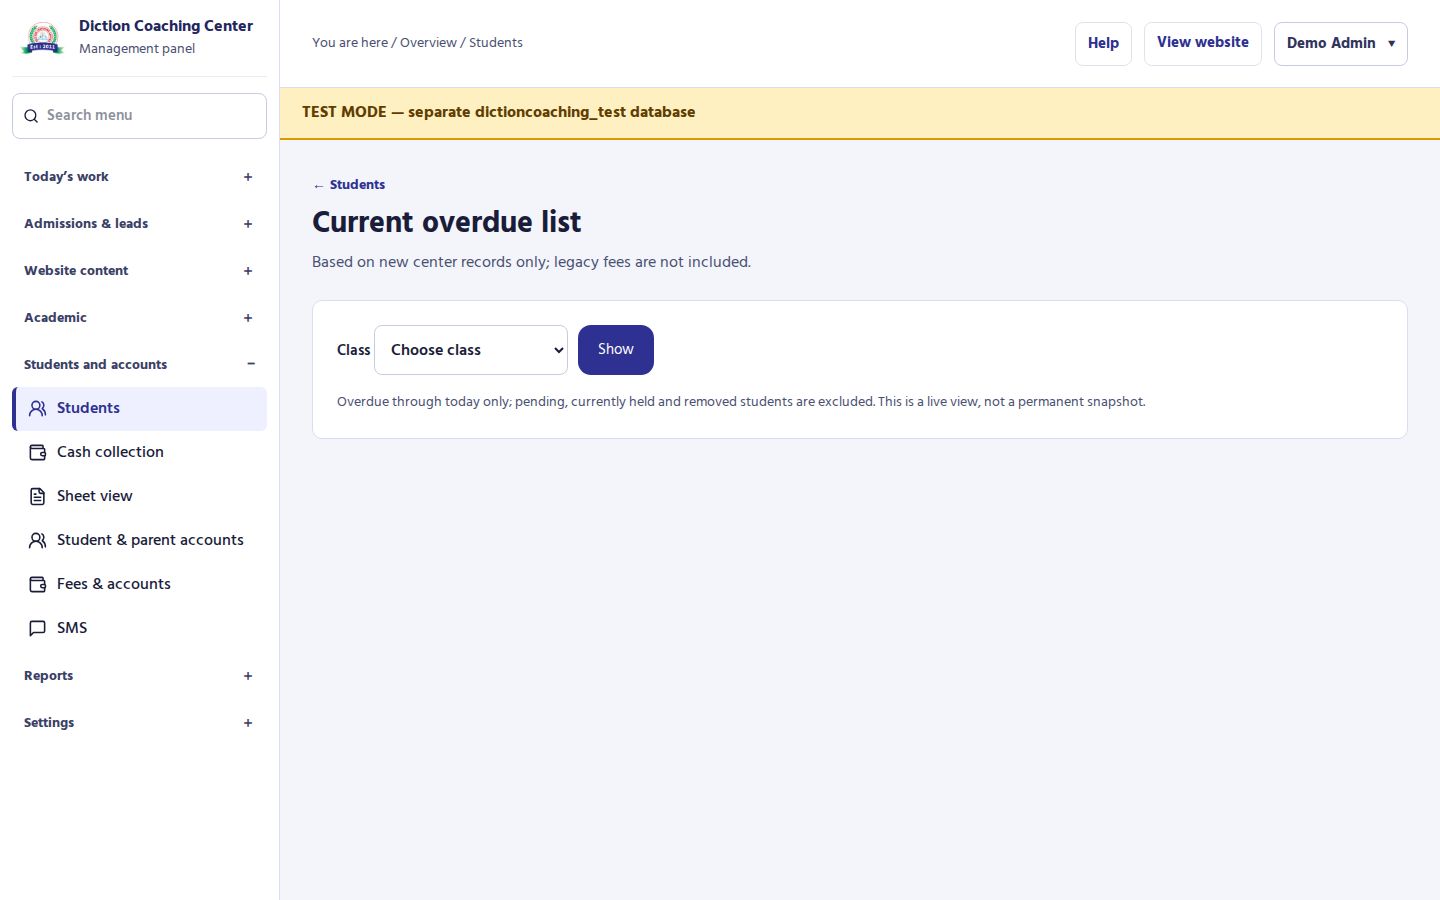 Diction Coaching Center
Management panel
Est : 2011
Search menu
Today’s work +
Admissions & leads +
Website content +
Academic +
Students and accounts −
Students
Cash collection
Sheet view
Student & parent accounts
Fees & accounts
SMS
Reports +
Settings +
You are here / Overview / Students
Help
View website
Demo Admin ▾
TEST MODE — separate dictioncoaching_test database
← Students
Current overdue list
Based on new center records only; legacy fees are not included.
Class Choose class Show
Overdue through today only; pending, currently held and removed students are excluded. This is a live view, not a permanent snapshot.